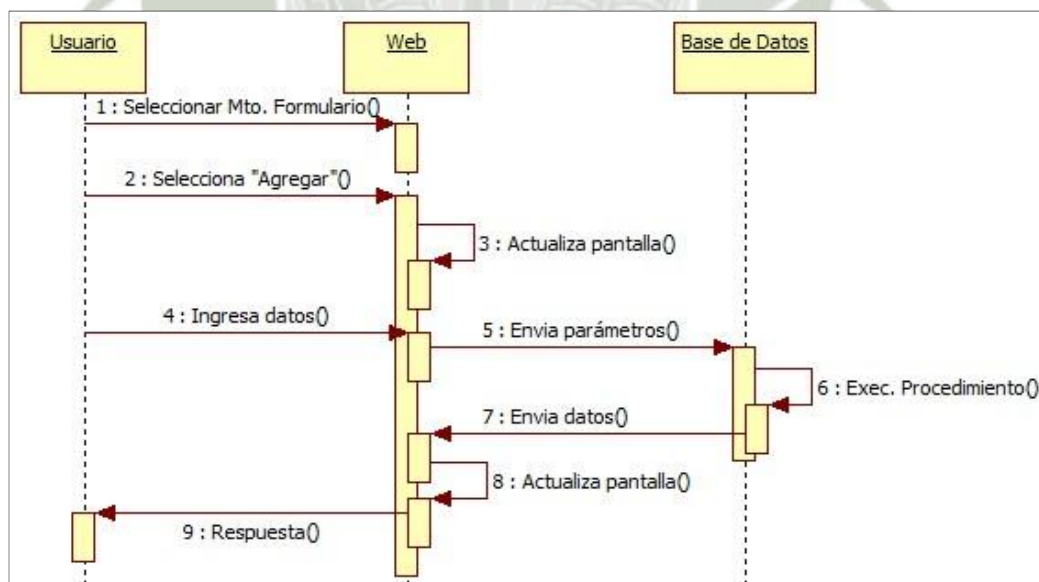 Usuario
Web
Base de Datos
1 : Seleccionar Mto. Formulario()
2 : Selecciona "Agregar"()
3 : Actualiza pantalla()
4 : Ingresa datos()
5 : Envia parámetros()
6 : Exec. Procedimiento()
7 : Envia datos()
8 : Actualiza pantalla()
9 : Respuesta()